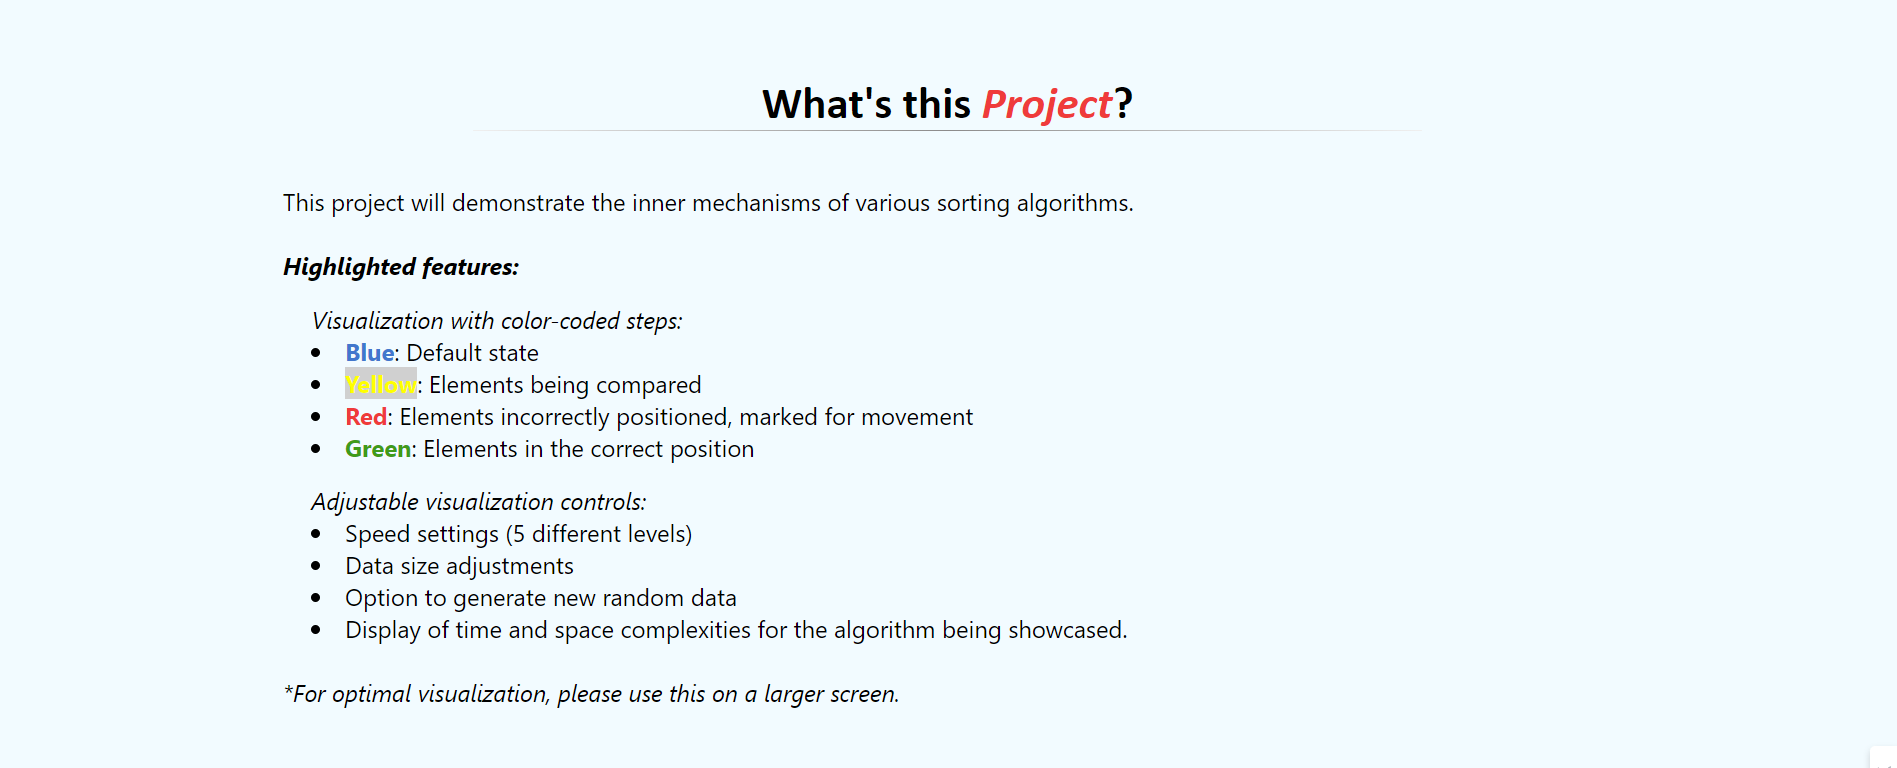 What's this Project?
This project will demonstrate the inner mechanisms of various sorting algorithms.
Highlighted features:
Visualization with color-coded steps:
• Blue: Default state
• Yellow: Elements being compared
• Red: Elements incorrectly positioned, marked for movement
• Green: Elements in the correct position
Adjustable visualization controls:
• Speed settings (5 different levels)
• Data size adjustments
• Option to generate new random data
• Display of time and space complexities for the algorithm being showcased.
*For optimal visualization, please use this on a larger screen.